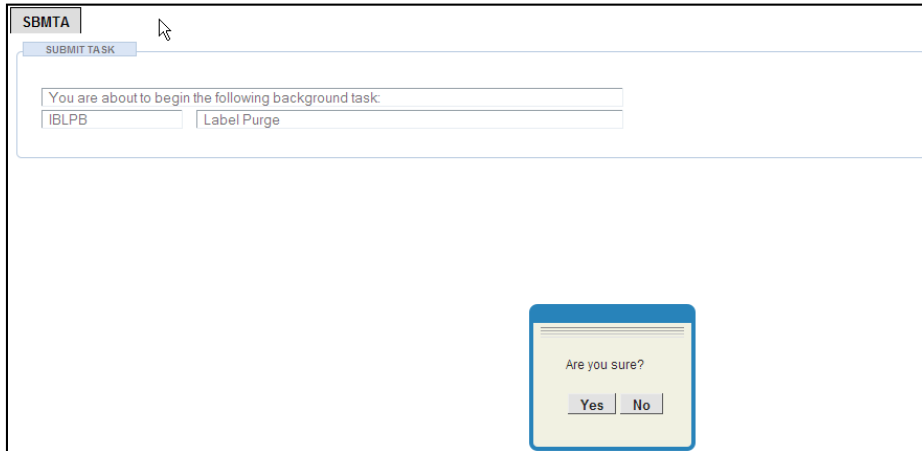 SBMTA
SUBMIT TASK
You are about to begin the following background task:
IBLPB Label Purge
Are you sure?
Yes No